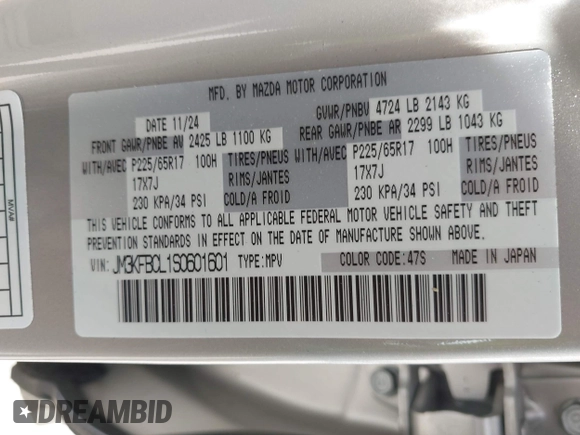 MFD. BY MAZDA MOTOR CORPORATION
DATE 11/24
GVWR/PNBV 4724 LB 2143 KG
FRONT GAWR/PNBE AV 2425 LB 1100 KG
REAR GAWR/PNBE AR 2299 LB 1043 KG
WITH/AVEC P225/65R17 100H TIRES/PNEUS
17X7J RIMS/JANTES
230 KPA/34 PSI COLD/A FROID
WITH/AVEC P225/65R17 100H TIRES/PNEUS
17X7J RIMS/JANTES
230 KPA/34 PSI COLD/A FROID
THIS VEHICLE CONFORMS TO ALL APPLICABLE FEDERAL MOTOR VEHICLE SAFETY AND THEFT
PREVENTION STANDARDS IN EFFECT ON THE DATE OF MANUFACTURE SHOWN ABOVE.
VIN: JM3KFBCL1S0601601 TYPE:MPV
COLOR CODE:47S MADE IN JAPAN
MVAII
DREAMBID